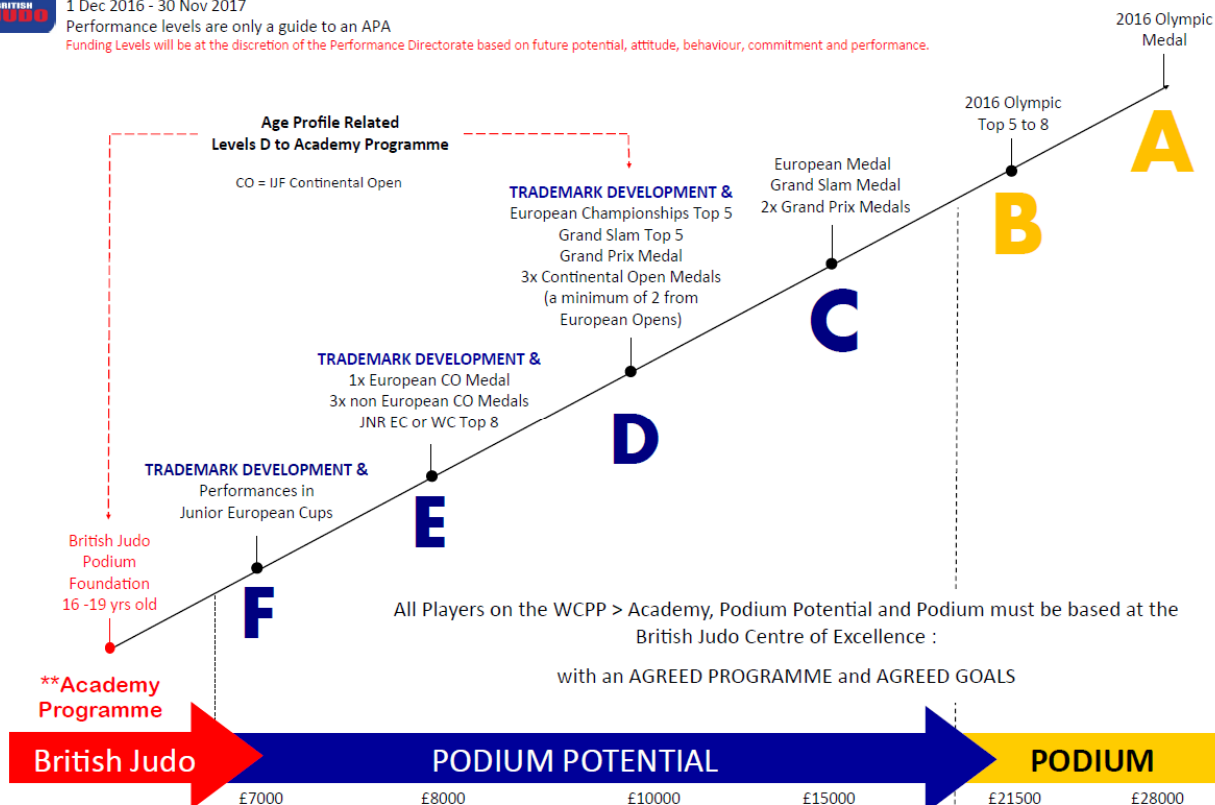 BRITISH
JUDO
1 Dec 2016 - 30 Nov 2017
Performance levels are only a guide to an APA
Funding Levels will be at the discretion of the Performance Directorate based on future potential, attitude, behaviour, commitment and performance.
2016 Olympic
Medal
A
2016 Olympic
Top 5 to 8
B
European Medal
Grand Slam Medal
2x Grand Prix Medals
C
Age Profile Related
Levels D to Academy Programme
CO = IJF Continental Open
TRADEMARK DEVELOPMENT &
European Championships Top 5
Grand Slam Top 5
Grand Prix Medal
3x Continental Open Medals
(a minimum of 2 from
European Opens)
D
TRADEMARK DEVELOPMENT &
1x European CO Medal
3x non European CO Medals
JNR EC or WC Top 8
E
TRADEMARK DEVELOPMENT &
Performances in
Junior European Cups
F
British Judo
Podium
Foundation
16 -19 yrs old
**Academy
Programme
All Players on the WCPP > Academy, Podium Potential and Podium must be based at the
British Judo Centre of Excellence :
with an AGREED PROGRAMME and AGREED GOALS
British Judo
PODIUM POTENTIAL
PODIUM
£7000
£8000
£10000
£15000
£21500
£28000